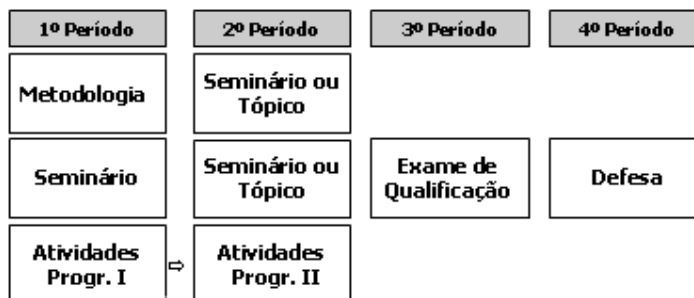 1º Período
2º Período
3º Período
4º Período
Metodologia
Seminário ou
Tópico
Seminário
Seminário ou
Tópico
Exame de
Qualificação
Defesa
Atividades
Progr. I
⇨
Atividades
Progr. II